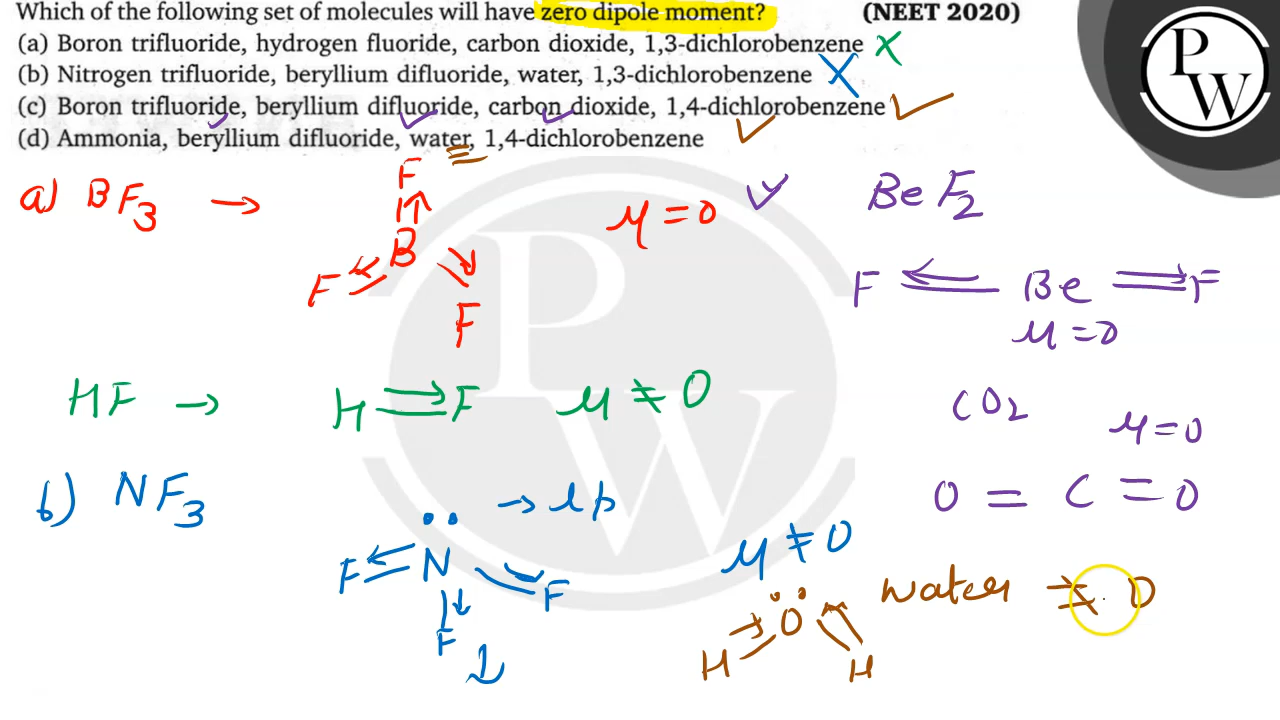 Which of the following set of molecules will have zero dipole moment? (NEET 2020)
(a) Boron trifluoride, hydrogen fluoride, carbon dioxide, 1,3-dichlorobenzene
(b) Nitrogen trifluoride, beryllium difluoride, water, 1,3-dichlorobenzene
(c) Boron trifluoride, beryllium difluoride, carbon dioxide, 1,4-dichlorobenzene
(d) Ammonia, beryllium difluoride, water, 1,4-dichlorobenzene
P
W
a) BF3 → μ = 0
F
B
F
F
BeF2
F Be F
μ = 0
HF → H F μ ≠ 0
CO2 μ = 0
O = C = O
b) NF3 → lp
F N F
F
μ ≠ 0
O
H H
water ≠ 0
P
W